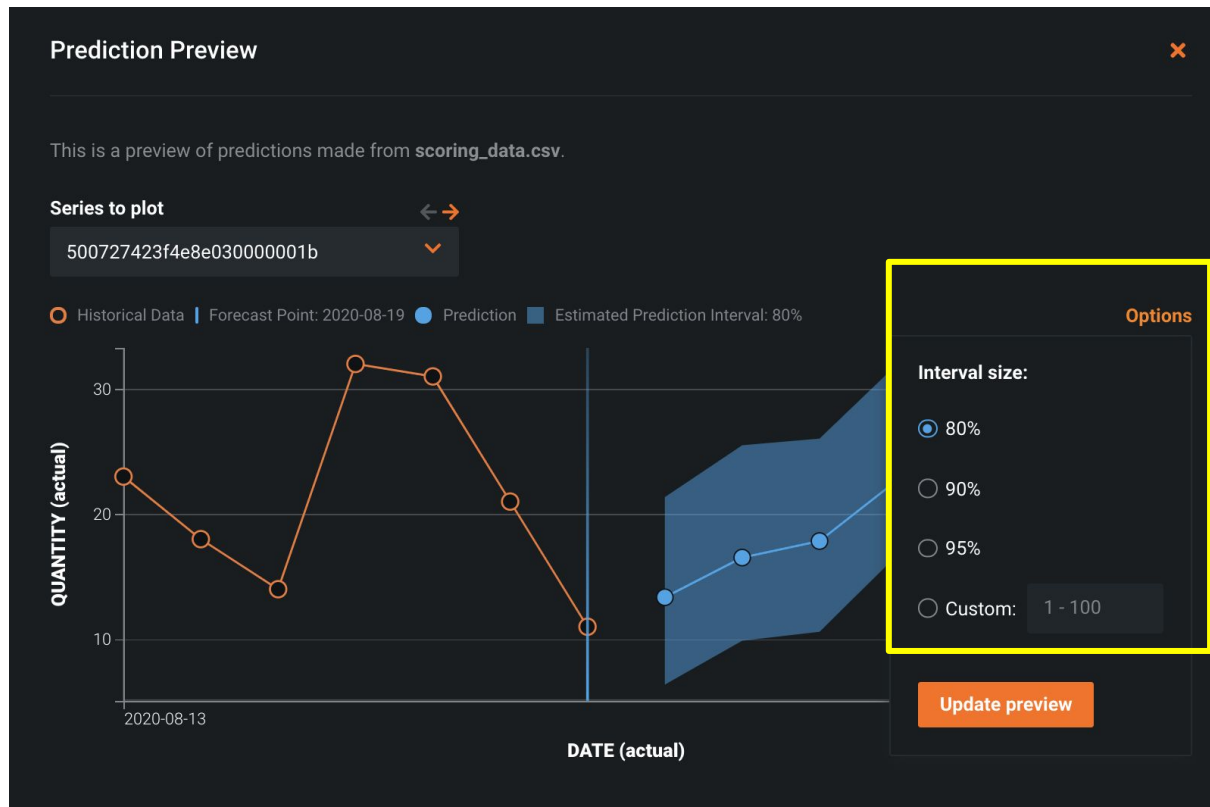 Prediction Preview
This is a preview of predictions made from scoring_data.csv.
Series to plot
500727423f4e8e030000001b
Historical Data Forecast Point: 2020-08-19 Prediction Estimated Prediction Interval: 80%
Options
Interval size:
80%
90%
95%
Custom: 1 - 100
Update preview
QUANTITY (actual)
30
20
10
2020-08-13
DATE (actual)